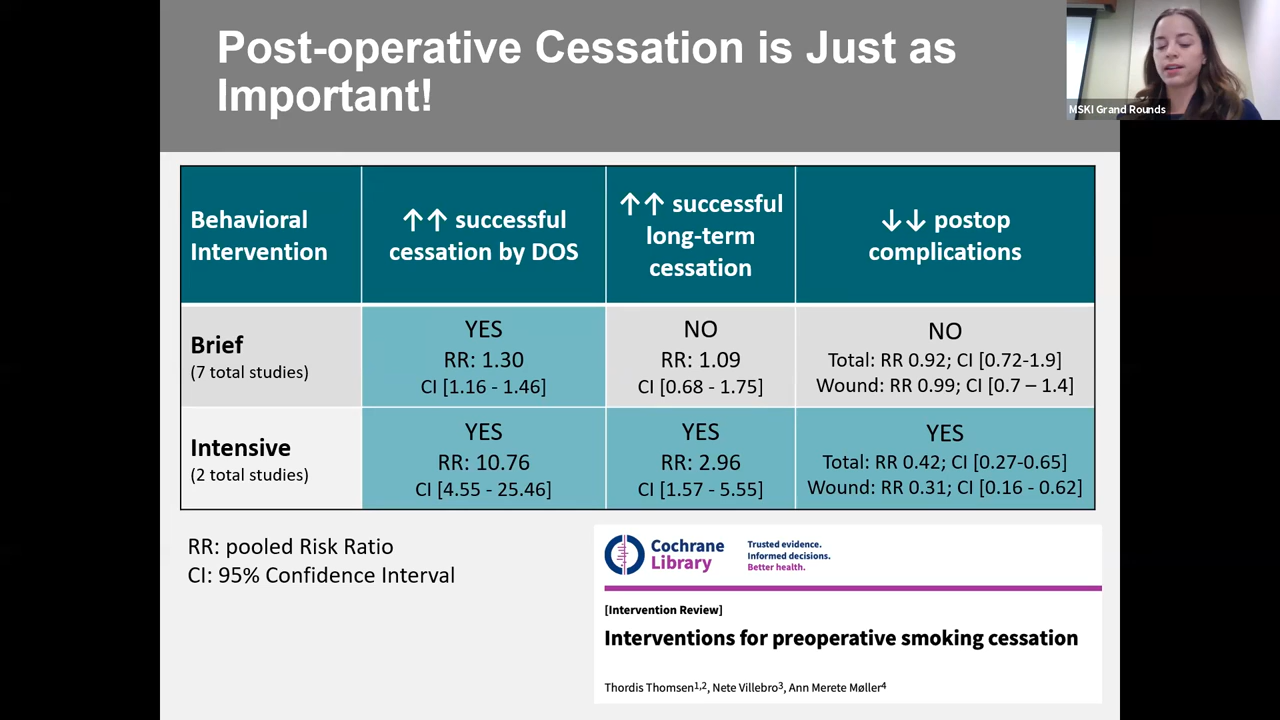 Post-operative Cessation is Just as
Important!
MSKI Grand Rounds
Behavioral
Intervention
↑↑ successful
cessation by DOS
↑↑ successful
long-term
cessation
↓↓ postop
complications
Brief
(7 total studies)
YES
RR: 1.30
CI [1.16 - 1.46]
NO
RR: 1.09
CI [0.68 - 1.75]
NO
Total: RR 0.92; CI [0.72-1.9]
Wound: RR 0.99; CI [0.7 – 1.4]
Intensive
(2 total studies)
YES
RR: 10.76
CI [4.55 - 25.46]
YES
RR: 2.96
CI [1.57 - 5.55]
YES
Total: RR 0.42; CI [0.27-0.65]
Wound: RR 0.31; CI [0.16 - 0.62]
RR: pooled Risk Ratio
CI: 95% Confidence Interval
Cochrane
Library
Trusted evidence.
Informed decisions.
Better health.
[Intervention Review]
Interventions for preoperative smoking cessation
Thordis Thomsen1,2, Nete Villebro3, Ann Merete Møller4